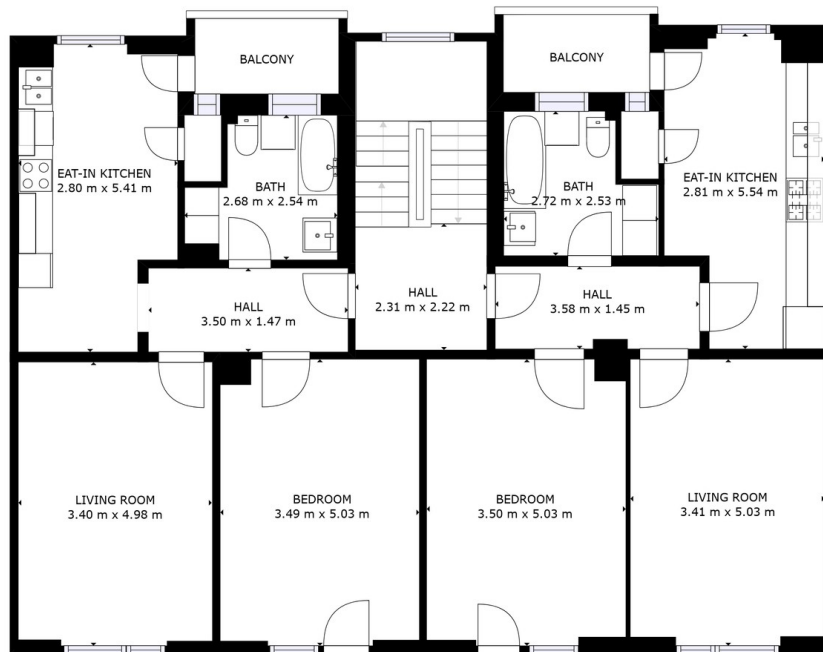 BALCONY
BALCONY
EAT-IN KITCHEN
2.80 m x 5.41 m
BATH
2.68 m x 2.54 m
BATH
2.72 m x 2.53 m
EAT-IN KITCHEN
2.81 m x 5.54 m
HALL
3.50 m x 1.47 m
HALL
2.31 m x 2.22 m
HALL
3.58 m x 1.45 m
LIVING ROOM
3.40 m x 4.98 m
BEDROOM
3.49 m x 5.03 m
BEDROOM
3.50 m x 5.03 m
LIVING ROOM
3.41 m x 5.03 m